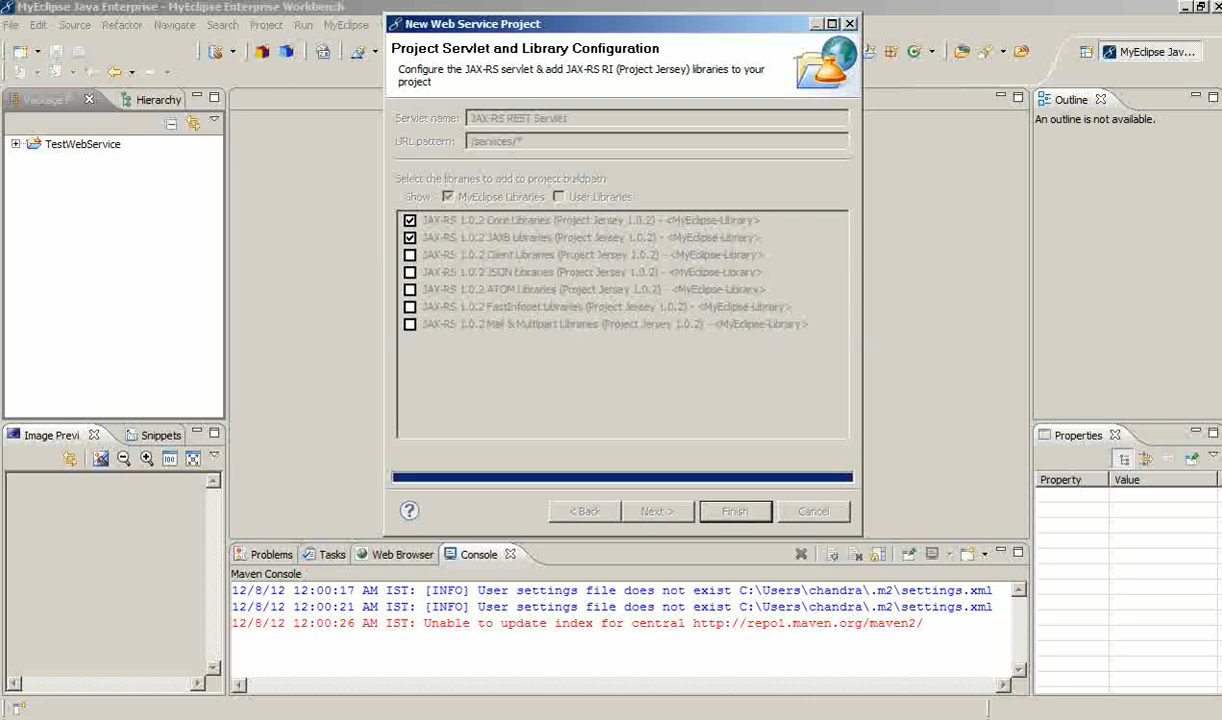 MyEclipse Java Enterprise - MyEclipse Enterprise Workbench
File Edit Source Refactor Navigate Search Project Run MyEclipse
MyEclipse Jav...
New Web Service Project
Project Servlet and Library Configuration
Configure the JAX-RS servlet & add JAX-RS RI (Project Jersey) libraries to your
project
Servlet name: JAX-RS REST Servlet
URL pattern: /services/*
Select the libraries to add to project buildpath
Show: MyEclipse Libraries User Libraries
JAX-RS 1.0.2 Core Libraries (Project Jersey 1.0.2) - <MyEclipse-Library>
JAX-RS 1.0.2 JAXB Libraries (Project Jersey 1.0.2) - <MyEclipse-Library>
JAX-RS 1.0.2 Client Libraries (Project Jersey 1.0.2) - <MyEclipse-Library>
JAX-RS 1.0.2 JSON Libraries (Project Jersey 1.0.2) - <MyEclipse-Library>
JAX-RS 1.0.2 ATOM Libraries (Project Jersey 1.0.2) - <MyEclipse-Library>
JAX-RS 1.0.2 FastInfoset Libraries (Project Jersey 1.0.2) - <MyEclipse-Library>
JAX-RS 1.0.2 Mail & Multipart Libraries (Project Jersey 1.0.2) - <MyEclipse-Library>
< Back Next > Finish Cancel
Hierarchy
TestWebService
Outline
An outline is not available.
Image Previ Snippets
Properties
Property Value
Problems Tasks Web Browser Console
Maven Console
12/8/12 12:00:17 AM IST: [INFO] User settings file does not exist C:\Users\chandra\.m2\settings.xml
12/8/12 12:00:21 AM IST: [INFO] User settings file does not exist C:\Users\chandra\.m2\settings.xml
12/8/12 12:00:26 AM IST: Unable to update index for central http://repo1.maven.org/maven2/